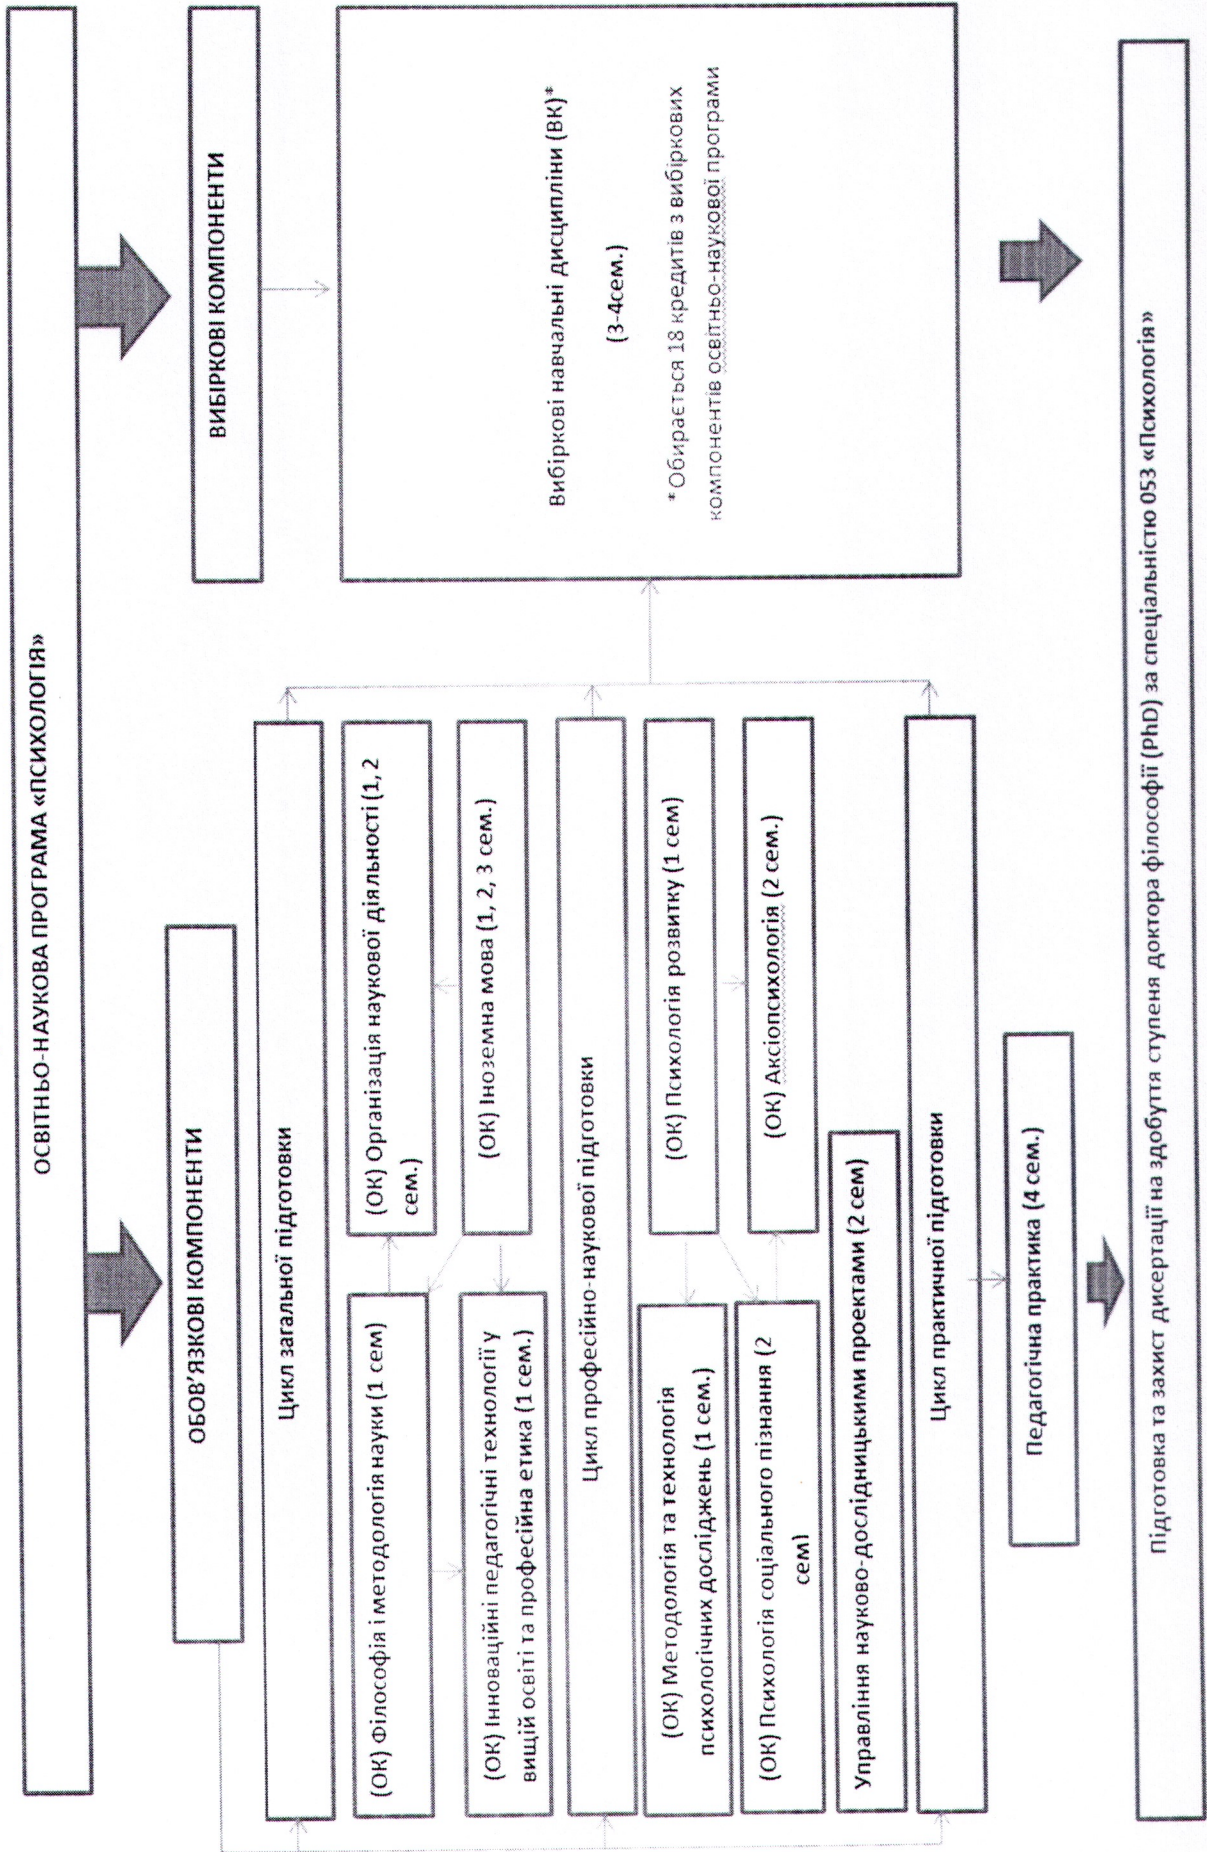 ОСВІТНЬО-НАУКОВА ПРОГРАМА «ПСИХОЛОГІЯ»
ОБОВ'ЯЗКОВІ КОМПОНЕНТИ
ВИБІРКОВІ КОМПОНЕНТИ
Цикл загальної підготовки
(ОК) Філософія і методологія науки (1 сем)
(ОК) Організація наукової діяльності (1, 2
сем.)
(ОК) Інноваційні педагогічні технології у
вищій освіті та професійна етика (1 сем.)
(ОК) Іноземна мова (1, 2, 3 сем.)
Цикл професійно-наукової підготовки
(ОК) Методологія та технологія
психологічних досліджень (1 сем.)
(ОК) Психологія розвитку (1 сем)
(ОК) Психологія соціального пізнання (2
сем)
(ОК) Аксіопсихологія (2 сем.)
Управління науково-дослідницькими проектами (2 сем)
Цикл практичної підготовки
Педагогічна практика (4 сем.)
Вибіркові навчальні дисципліни (ВК)*
(3-4сем.)
*Обирається 18 кредитів з вибіркових
компонентів освітньо-наукової програми
Підготовка та захист дисертації на здобуття ступеня доктора філософії (PhD) за спеціальністю 053 «Психологія»